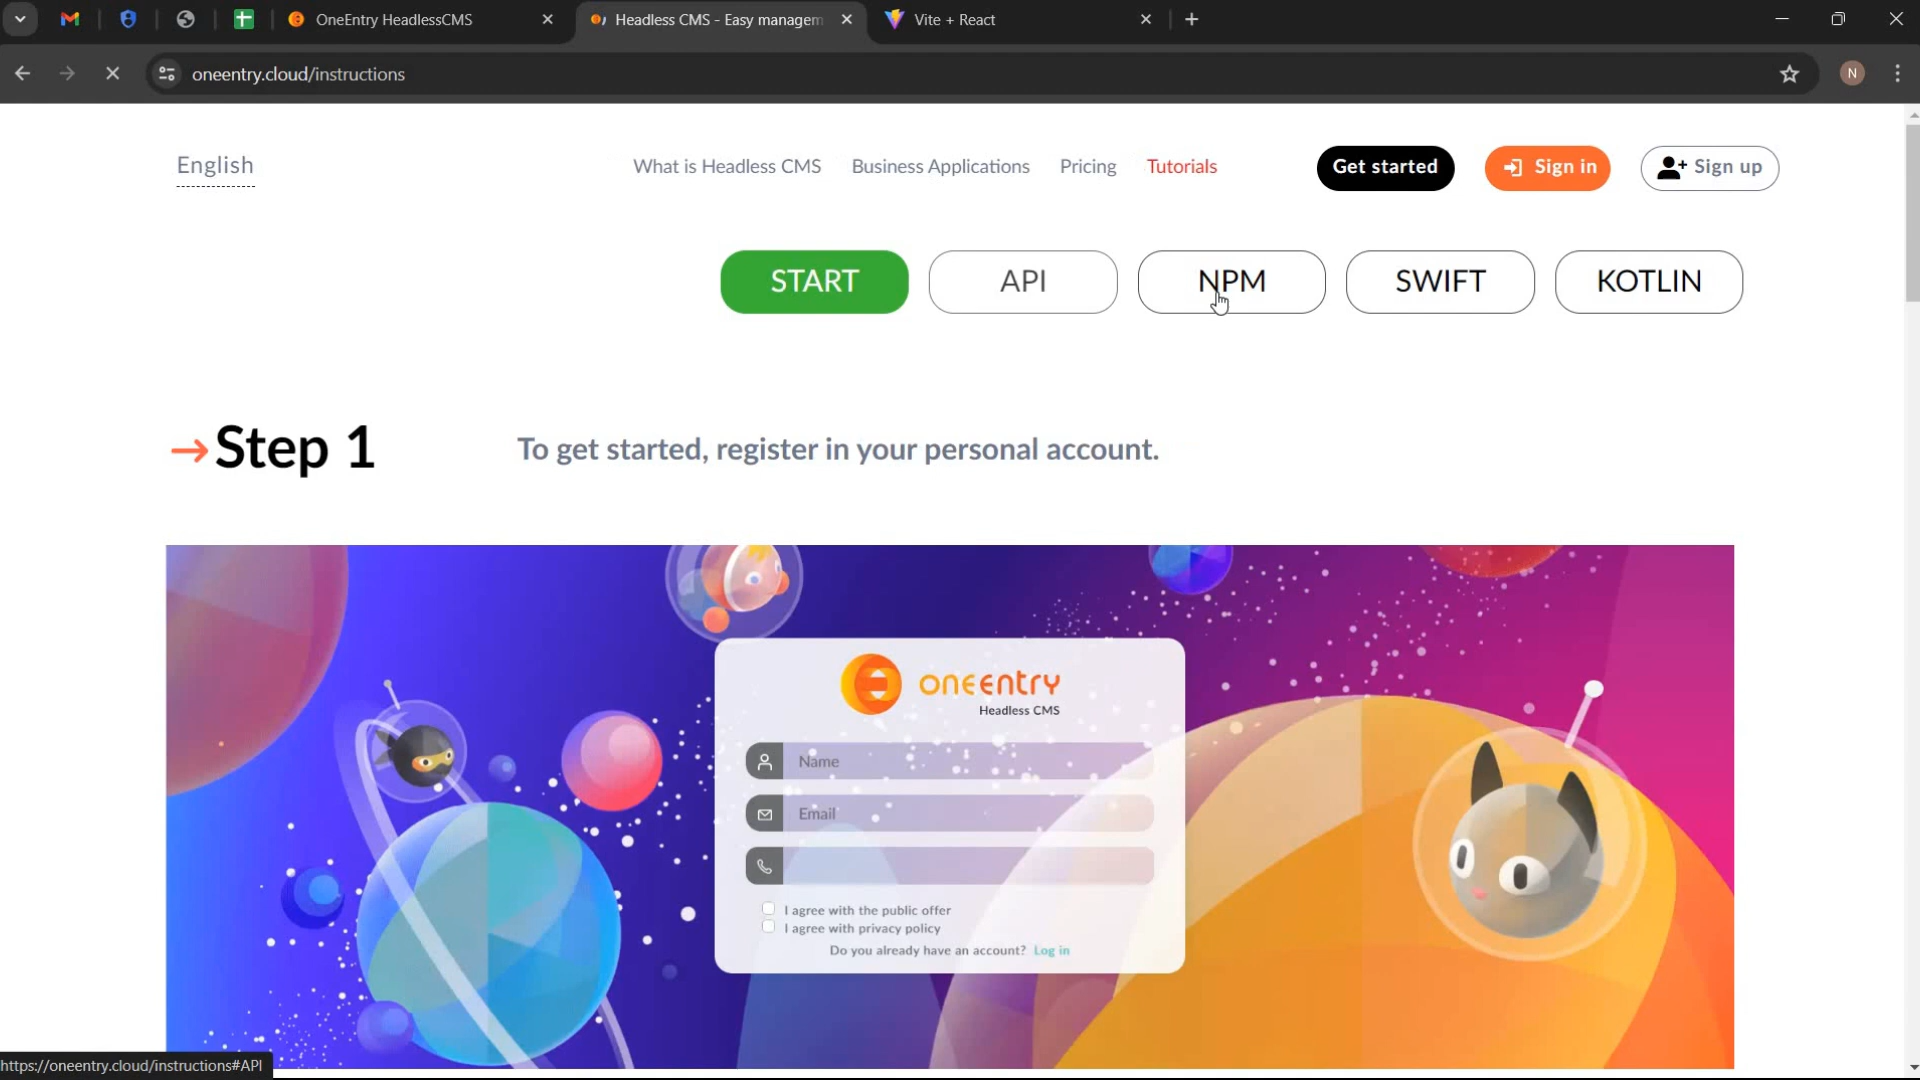 OneEntry HeadlessCMS
Headless CMS - Easy managem
Vite + React
oneentry.cloud/instructions
N
English
What is Headless CMS
Business Applications
Pricing
Tutorials
Get started
Sign in
Sign up
START
API
NPM
SWIFT
KOTLIN
→Step 1
To get started, register in your personal account.
oneentry
Headless CMS
Name
Email
I agree with the public offer
I agree with privacy policy
Do you already have an account? Log in
https://oneentry.cloud/instructions#API